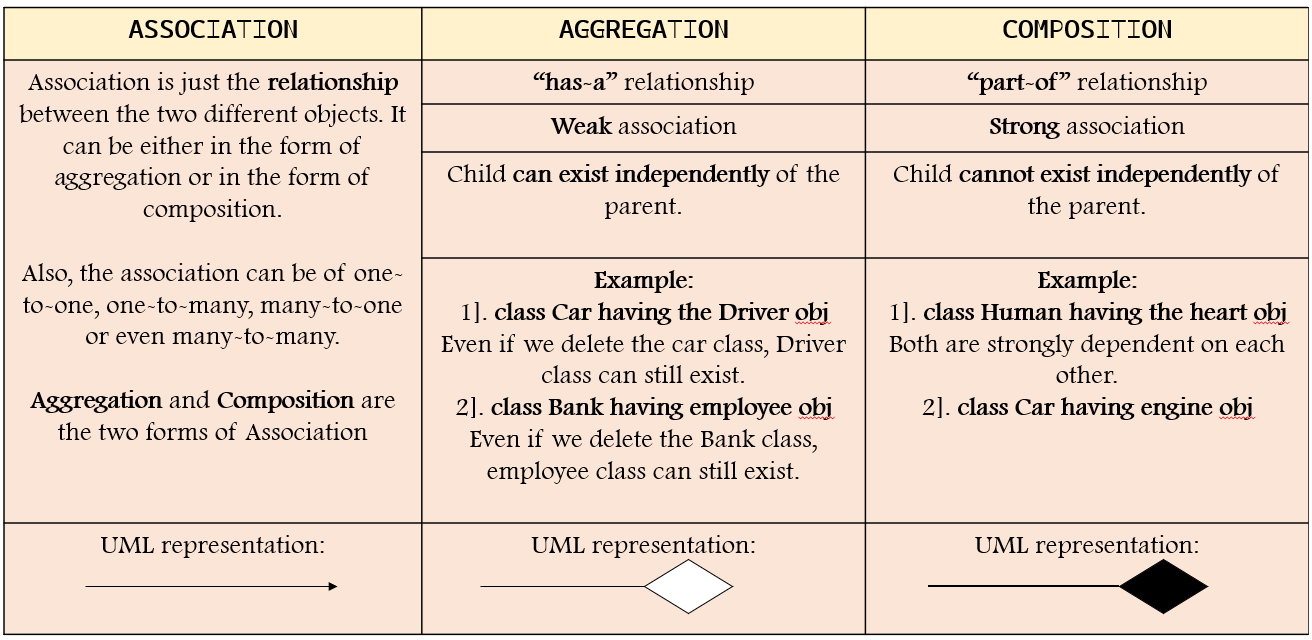 ASSOCIATION
Association is just the relationship
between the two different objects. It
can be either in the form of
aggregation or in the form of
composition.
Also, the association can be of one-
to-one, one-to-many, many-to-one
or even many-to-many.
Aggregation and Composition are
the two forms of Association
UML representation:
AGGREGATION
“has-a” relationship
Weak association
Child can exist independently of the
parent.
Example:
1]. class Car having the Driver obj
Even if we delete the car class, Driver
class can still exist.
2]. class Bank having employee obj
Even if we delete the Bank class,
employee class can still exist.
UML representation:
COMPOSITION
“part-of” relationship
Strong association
Child cannot exist independently of
the parent.
Example:
1]. class Human having the heart obj
Both are strongly dependent on each
other.
2]. class Car having engine obj
UML representation: